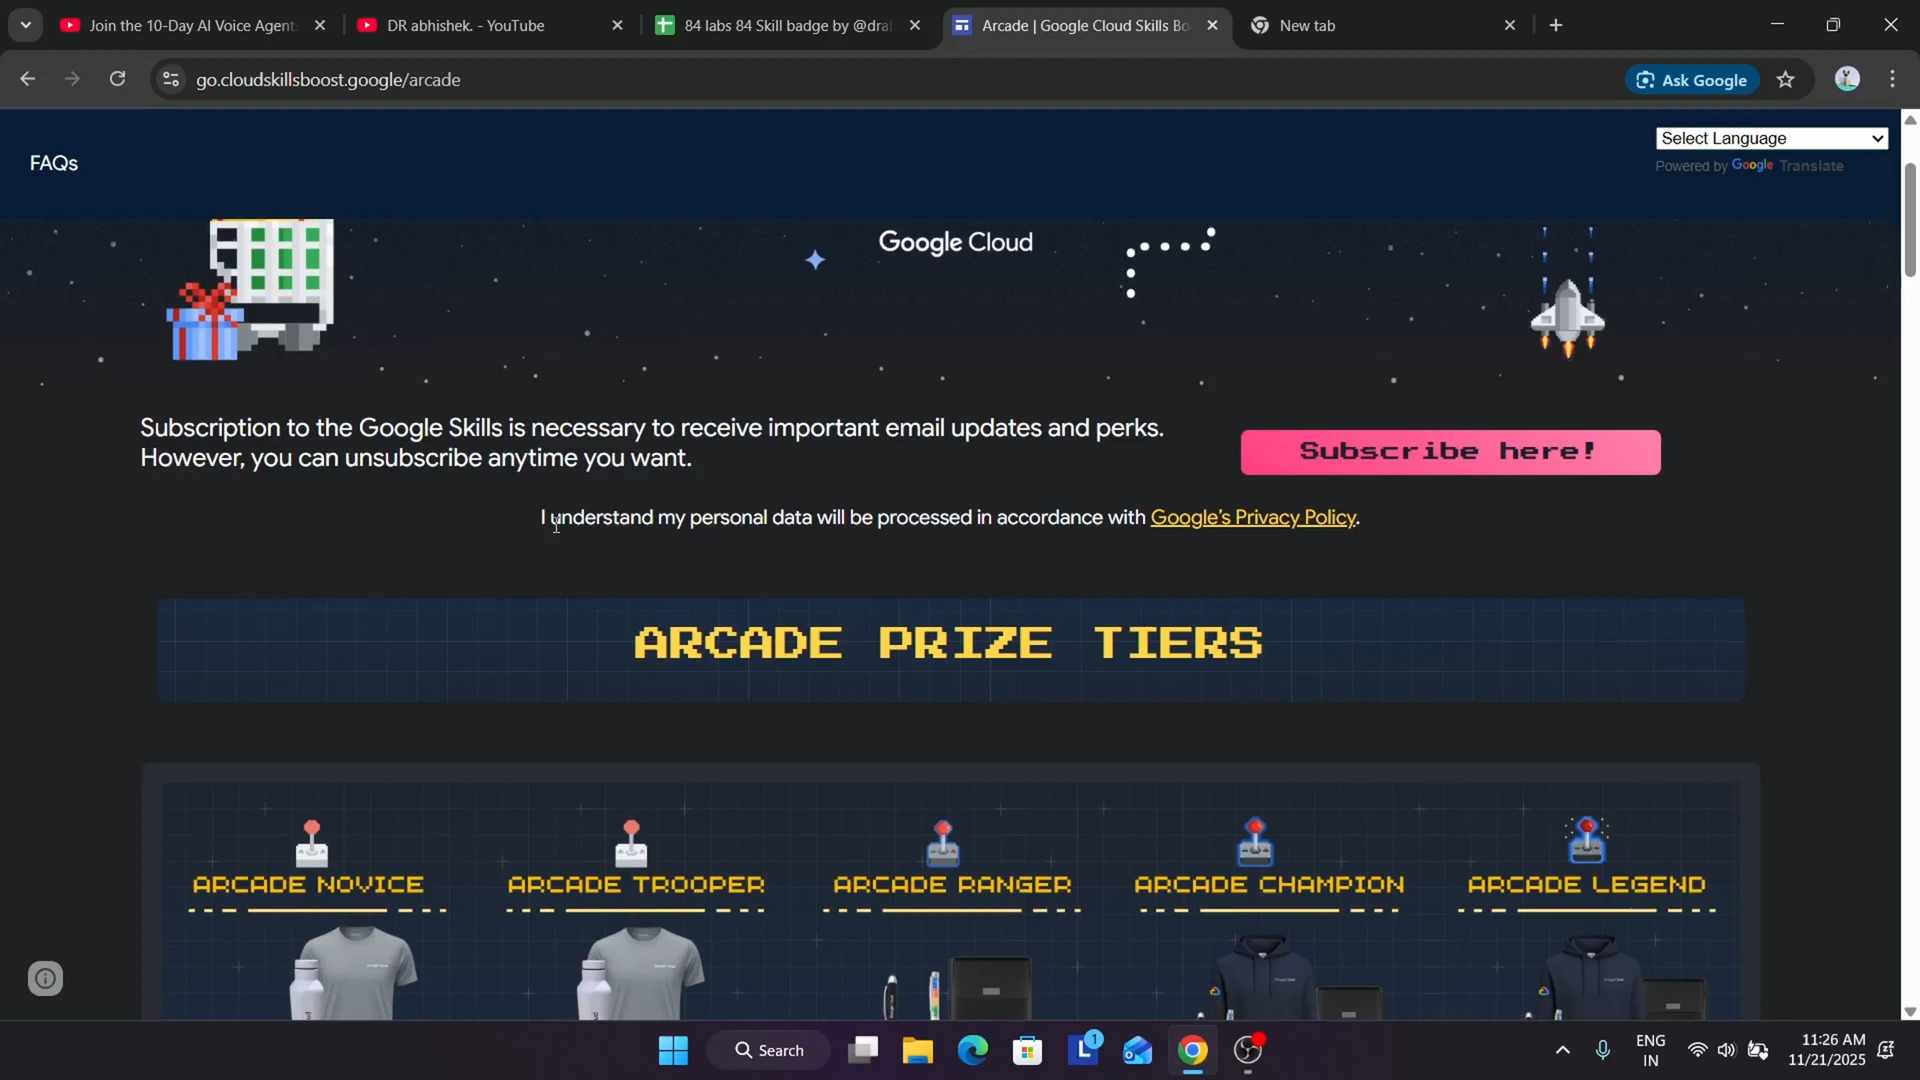 Join the 10-Day AI Voice Agent
DR abhishek. - YouTube
84 labs 84 Skill badge by @dra
Arcade | Google Cloud Skills Bo
New tab
go.cloudskillsboost.google/arcade
Ask Google
FAQs
Select Language
Powered by Google Translate
Google Cloud
Subscription to the Google Skills is necessary to receive important email updates and perks.
However, you can unsubscribe anytime you want.
Subscribe here!
I understand my personal data will be processed in accordance with Google's Privacy Policy.
ARCADE PRIZE TIERS
ARCADE NOVICE
ARCADE TROOPER
ARCADE RANGER
ARCADE CHAMPION
ARCADE LEGEND
Search
1
ENG
IN
11:26 AM
11/21/2025